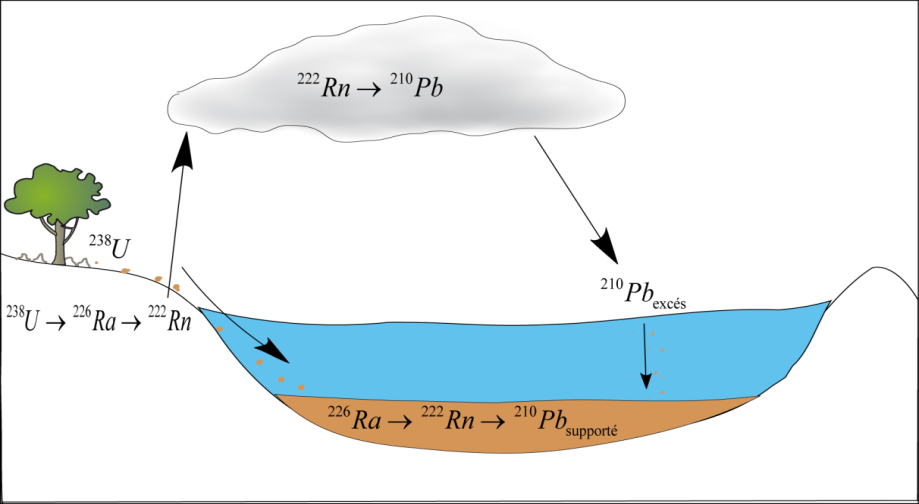 ²²²Rn → ²¹⁰Pb
²³⁸U
²¹⁰Pb excés
²³⁸U → ²²⁶Ra → ²²²Rn
²²⁶Ra → ²²²Rn → ²¹⁰Pb supporté